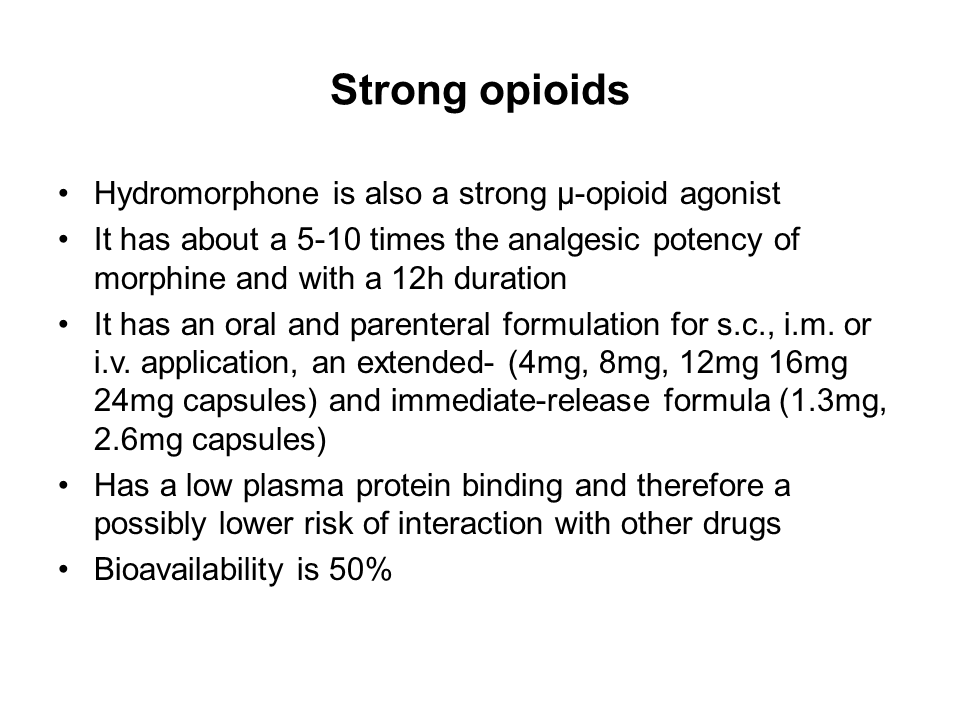 Strong opioids
• Hydromorphone is also a strong µ-opioid agonist
• It has about a 5-10 times the analgesic potency of
morphine and with a 12h duration
• It has an oral and parenteral formulation for s.c., i.m. or
i.v. application, an extended- (4mg, 8mg, 12mg 16mg
24mg capsules) and immediate-release formula (1.3mg,
2.6mg capsules)
• Has a low plasma protein binding and therefore a
possibly lower risk of interaction with other drugs
• Bioavailability is 50%